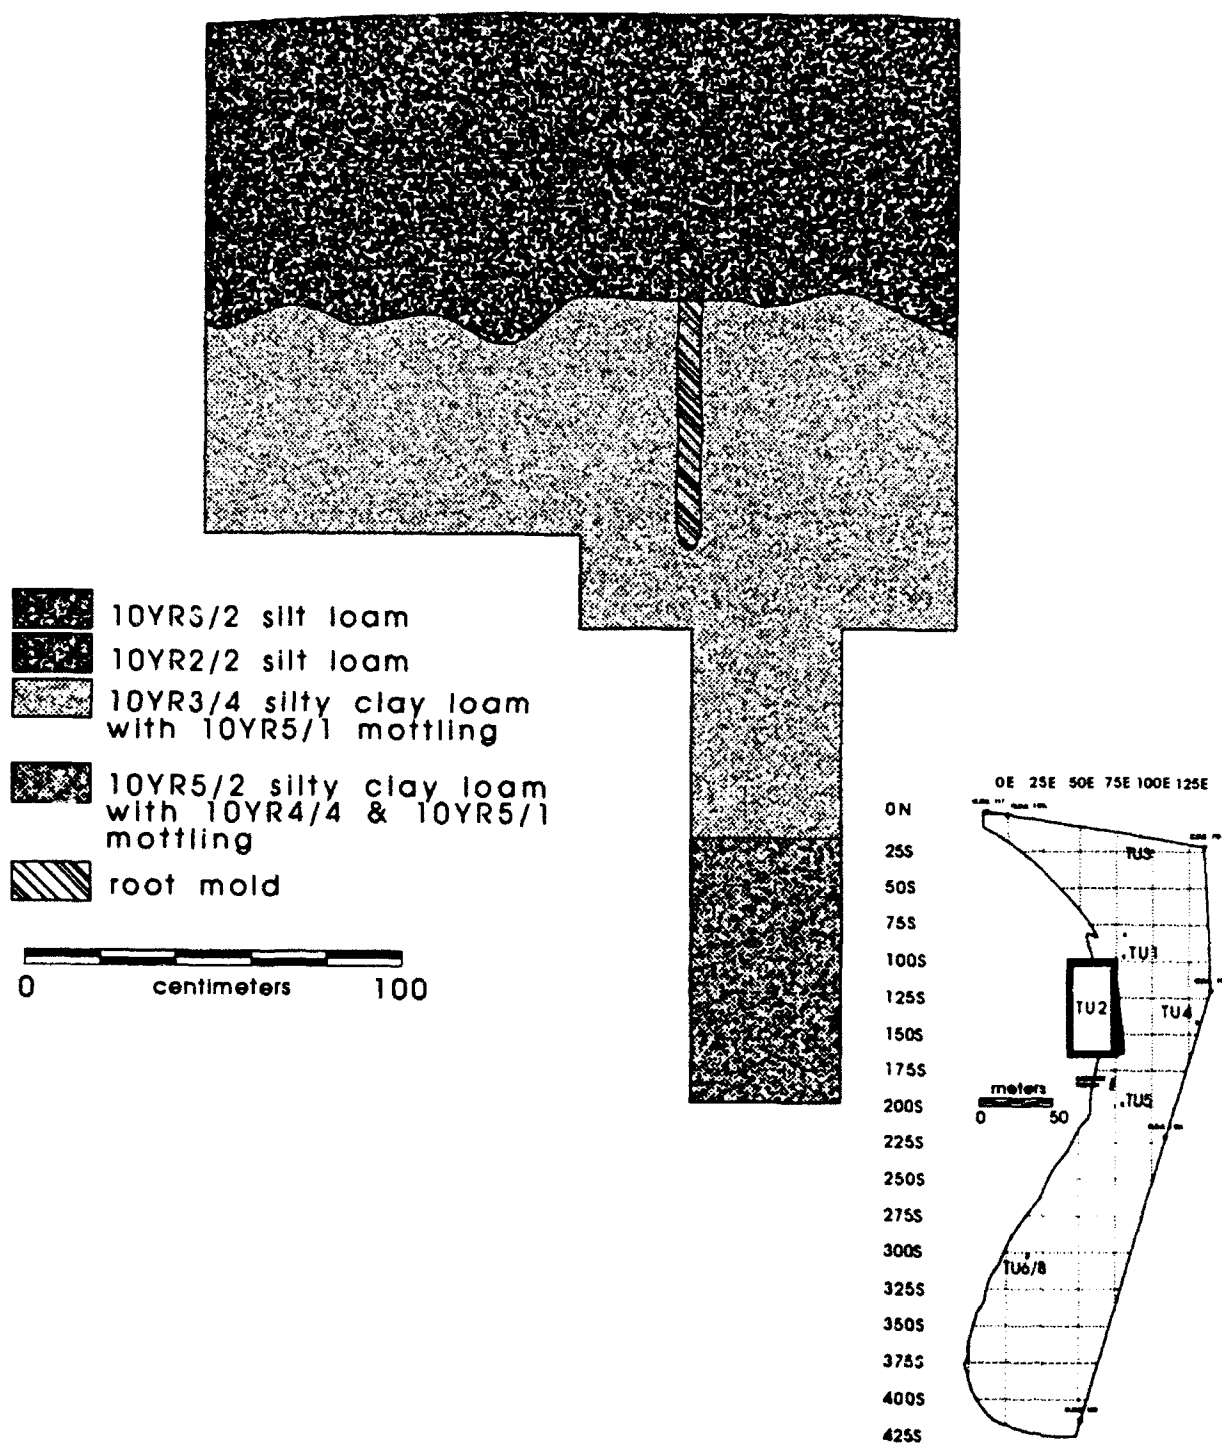 10YR3/2 silt loam
10YR2/2 silt loam
10YR3/4 silty clay loam
with 10YR5/1 mottling
10YR5/2 silty clay loam
with 10YR4/4 & 10YR5/1
mottling
root mold
0 centimeters 100
0E 25E 50E 75E 100E 125E
0N
25S
TU3
50S
75S
100S
TU1
125S
TU2
TU4
150S
175S
meters
0 50
200S
TU5
225S
250S
275S
300S
TU6/8
325S
350S
375S
400S
425S